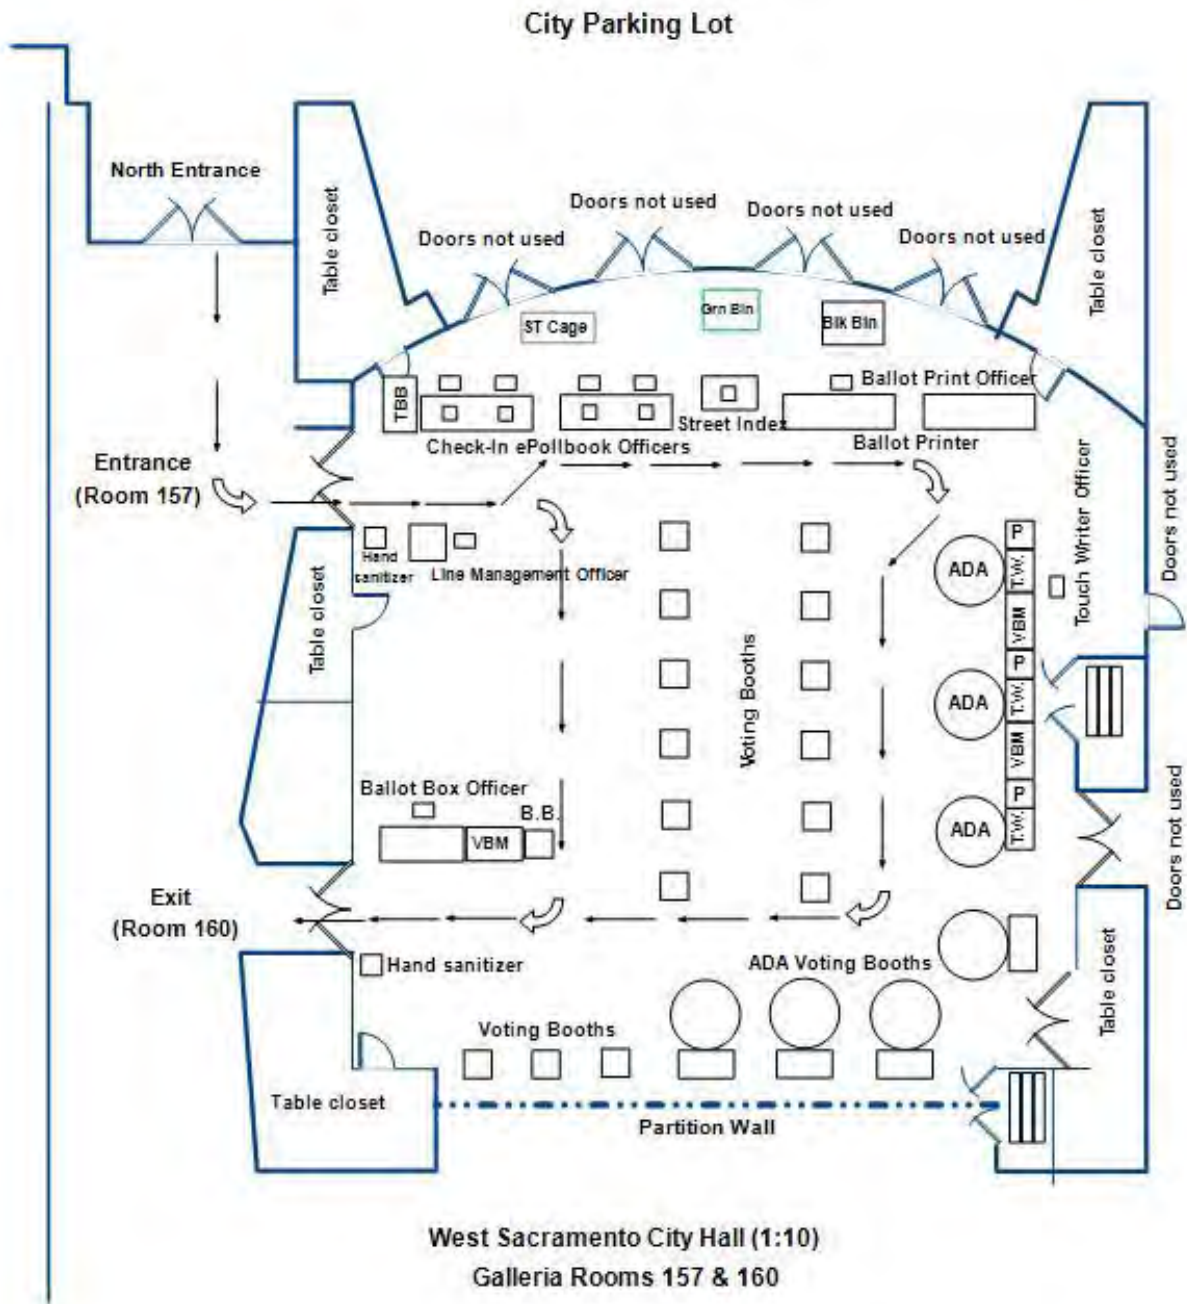 City Parking Lot
North Entrance
Table closet
Doors not used
Doors not used
Doors not used
Doors not used
Table closet
ST Cage
Grn Bin
Blk Bin
TBB
Ballot Print Officer
Street Index
Check-In ePollbook Officers
Ballot Printer
Entrance
(Room 157)
Hand
sanitizer
Line Management Officer
Table closet
Voting Booths
ADA
ADA
ADA
P
T.W.
VBM
P
T.W.
VBM
P
T.W.
Touch Writer Officer
Doors not used
Doors not used
Ballot Box Officer
B.B.
VBM
Exit
(Room 160)
Hand sanitizer
ADA Voting Booths
Table closet
Voting Booths
Table closet
Partition Wall
West Sacramento City Hall (1:10)
Galleria Rooms 157 & 160